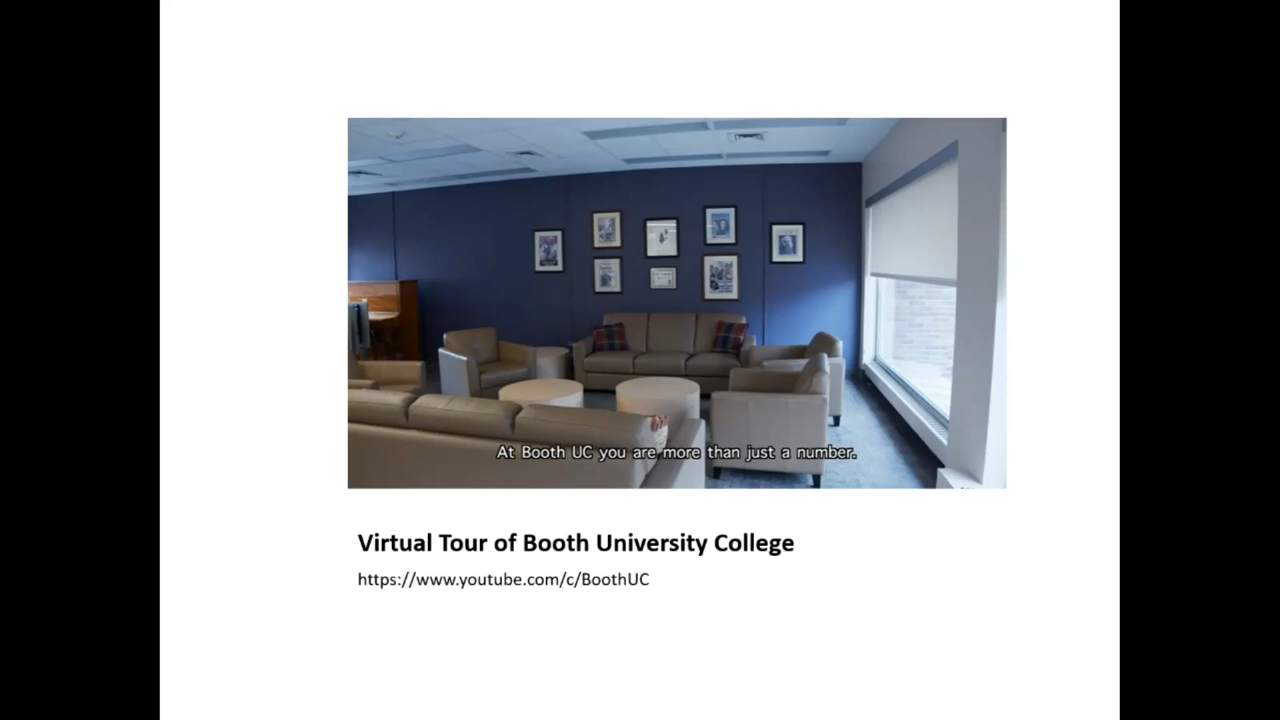 At Booth UC you are more than just a number.
Virtual Tour of Booth University College
https://www.youtube.com/c/BoothUC